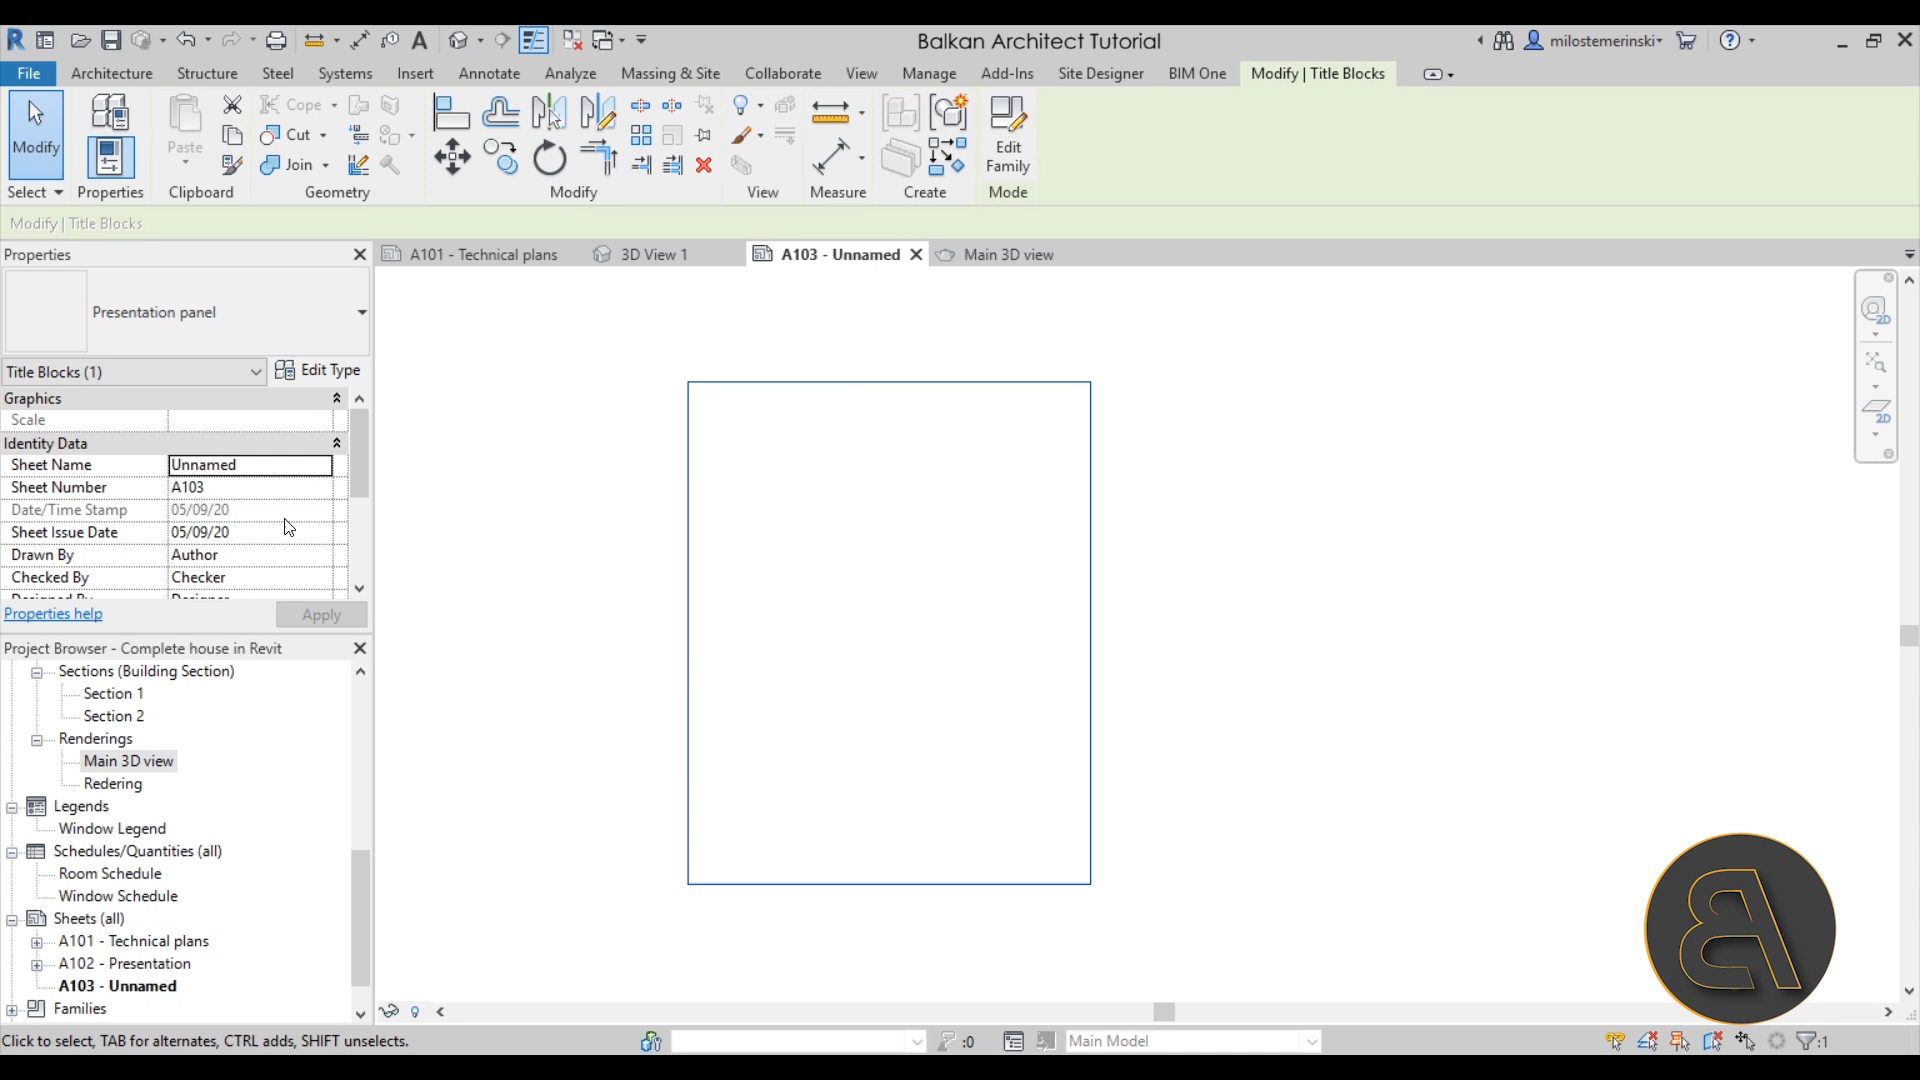 Balkan Architect Tutorial
milostemerinski
File Architecture Structure Steel Systems Insert Annotate Analyze Massing & Site Collaborate View Manage Add-Ins Site Designer BIM One Modify | Title Blocks
Modify
Paste
Cope
Cut
Join
Edit Family
Select Properties Clipboard Geometry Modify View Measure Create Mode
Modify | Title Blocks
Properties
A101 - Technical plans
3D View 1
A103 - Unnamed
Main 3D view
Presentation panel
Title Blocks (1)
Edit Type
Graphics
Scale
Identity Data
Sheet Name Unnamed
Sheet Number A103
Date/Time Stamp 05/09/20
Sheet Issue Date 05/09/20
Drawn By Author
Checked By Checker
Designed By Designer
Properties help
Apply
Project Browser - Complete house in Revit
Sections (Building Section)
Section 1
Section 2
Renderings
Main 3D view
Redering
Legends
Window Legend
Schedules/Quantities (all)
Room Schedule
Window Schedule
Sheets (all)
A101 - Technical plans
A102 - Presentation
A103 - Unnamed
Families
2D
2D
Click to select, TAB for alternates, CTRL adds, SHIFT unselects.
:0
Main Model
:1